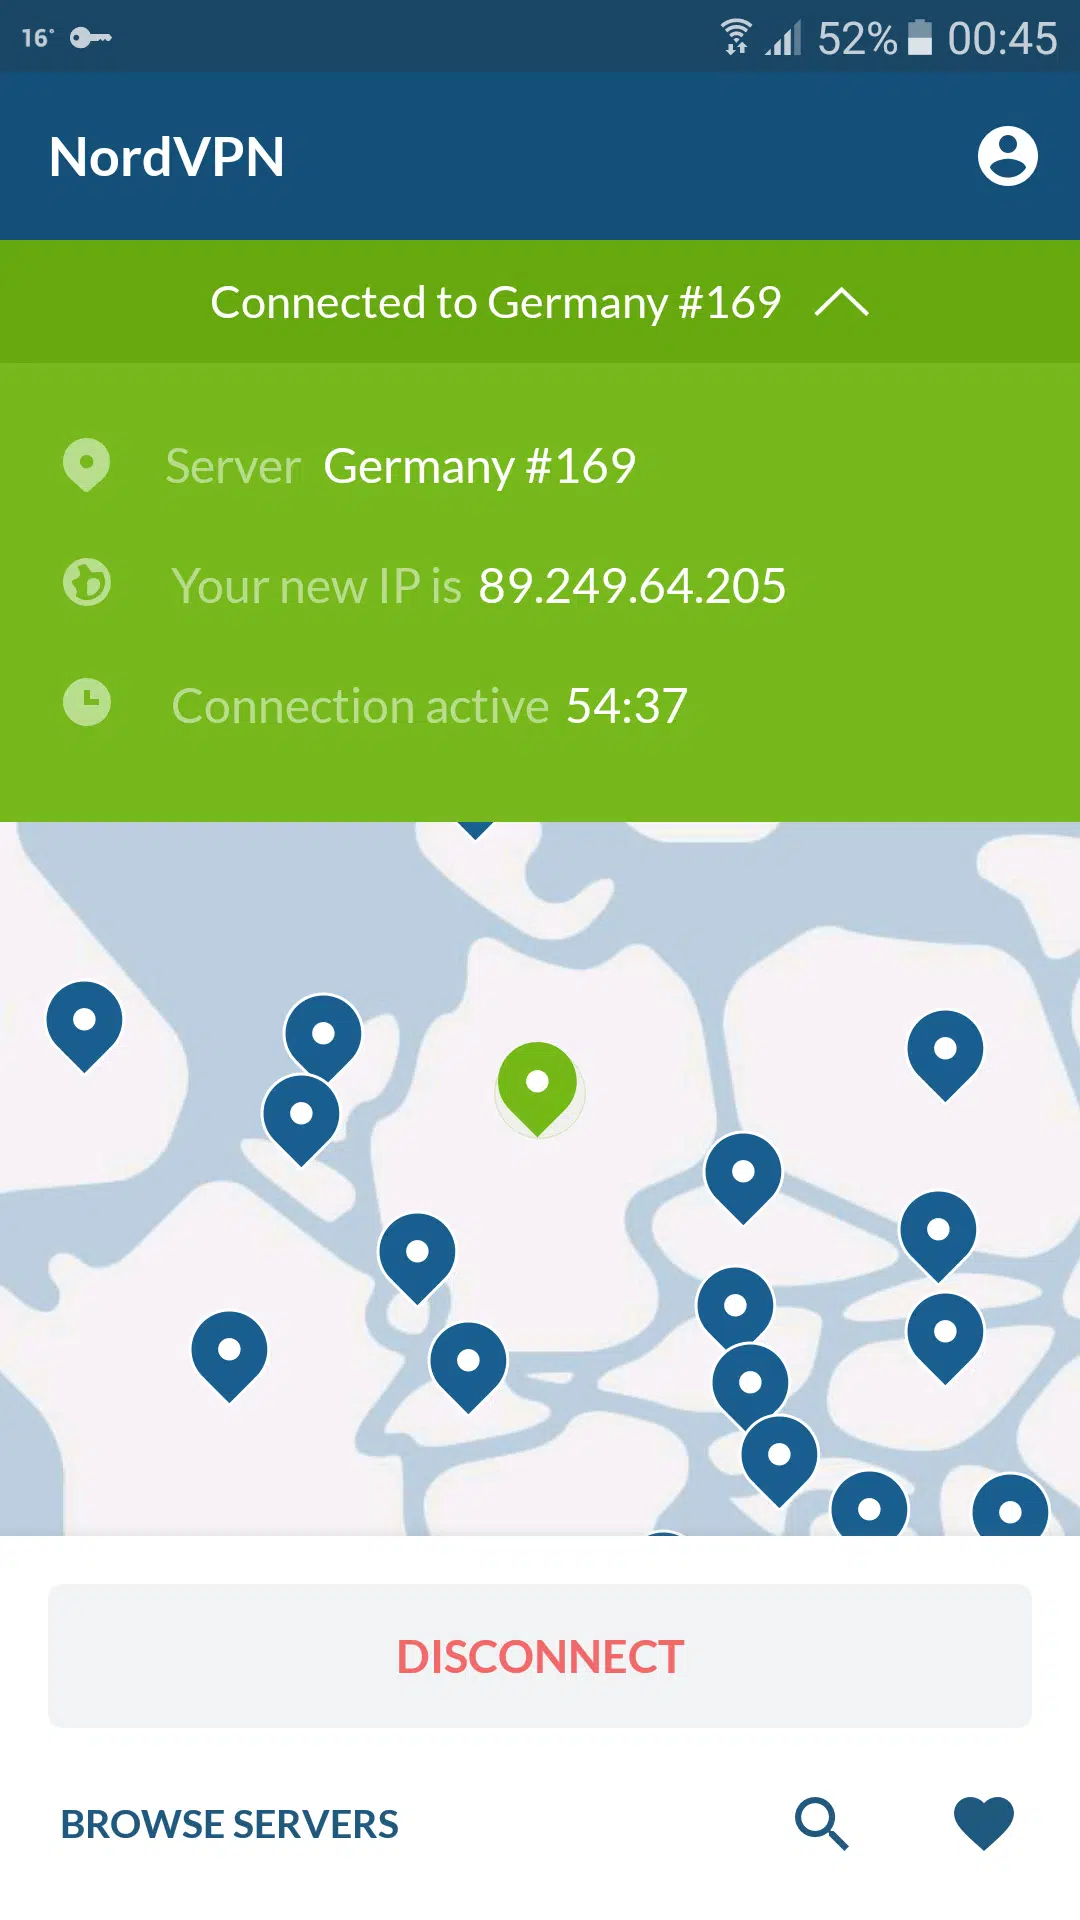 16° 52% 00:45
NordVPN
Connected to Germany #169
Server Germany #169
Your new IP is 89.249.64.205
Connection active 54:37
DISCONNECT
BROWSE SERVERS